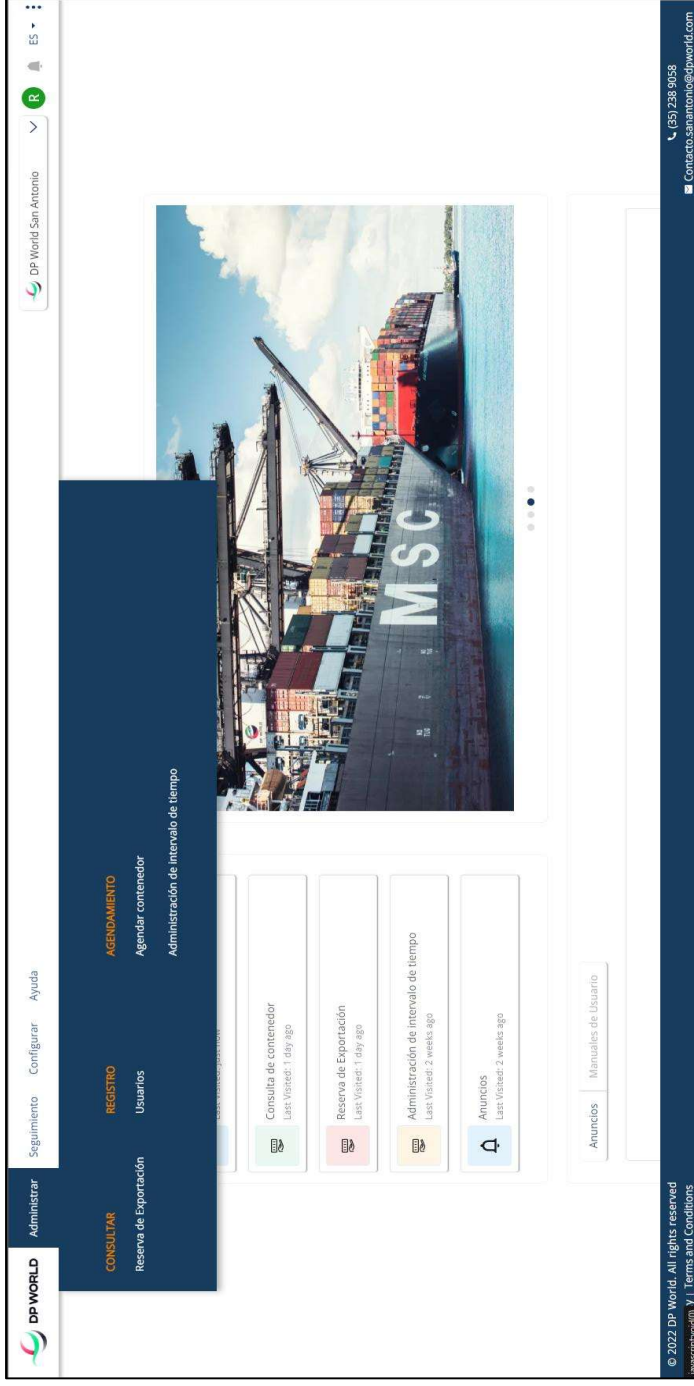 DP WORLD
Administrar
Seguimiento
Configurar
Ayuda
DP World San Antonio
R
ES
CONSULTAR
Reserva de Exportación
REGISTRO
Usuarios
AGENDAMIENTO
Agendar contenedor
Administración de intervalo de tiempo
Consulta de contenedor
Last Visited: 1 day ago
Reserva de Exportación
Last Visited: 1 day ago
Administración de intervalo de tiempo
Last Visited: 2 weeks ago
Anuncios
Last Visited: 2 weeks ago
MSC
Anuncios
Manuales de Usuario
© 2022 DP World. All rights reserved
y | Terms and Conditions
(35) 238 9058
Contacto.sanantonio@dpworld.com